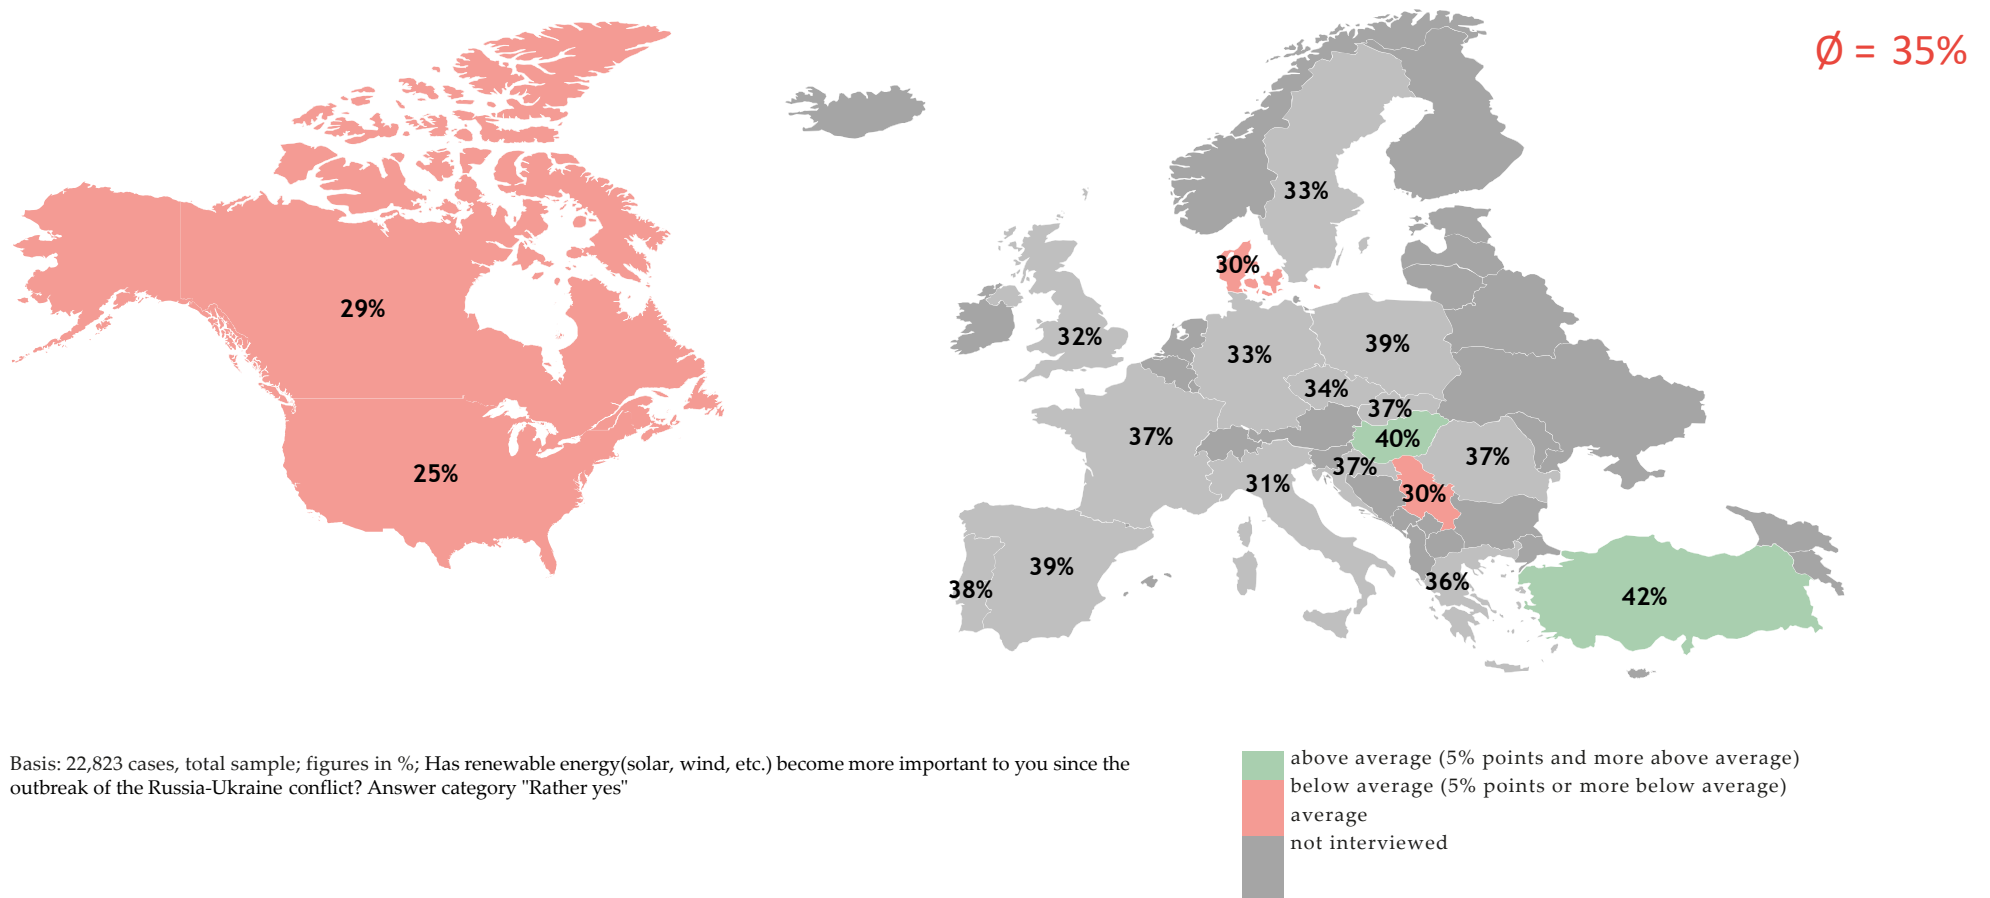 Ø = 35%
33%
30%
29%
32%
39%
33%
34%
37%
37%
40%
37%
37%
25%
31%
30%
39%
38%
36%
42%
Basis: 22,823 cases, total sample; figures in %; Has renewable energy(solar, wind, etc.) become more important to you since the
outbreak of the Russia-Ukraine conflict? Answer category "Rather yes"
above average (5% points and more above average)
below average (5% points or more below average)
average
not interviewed